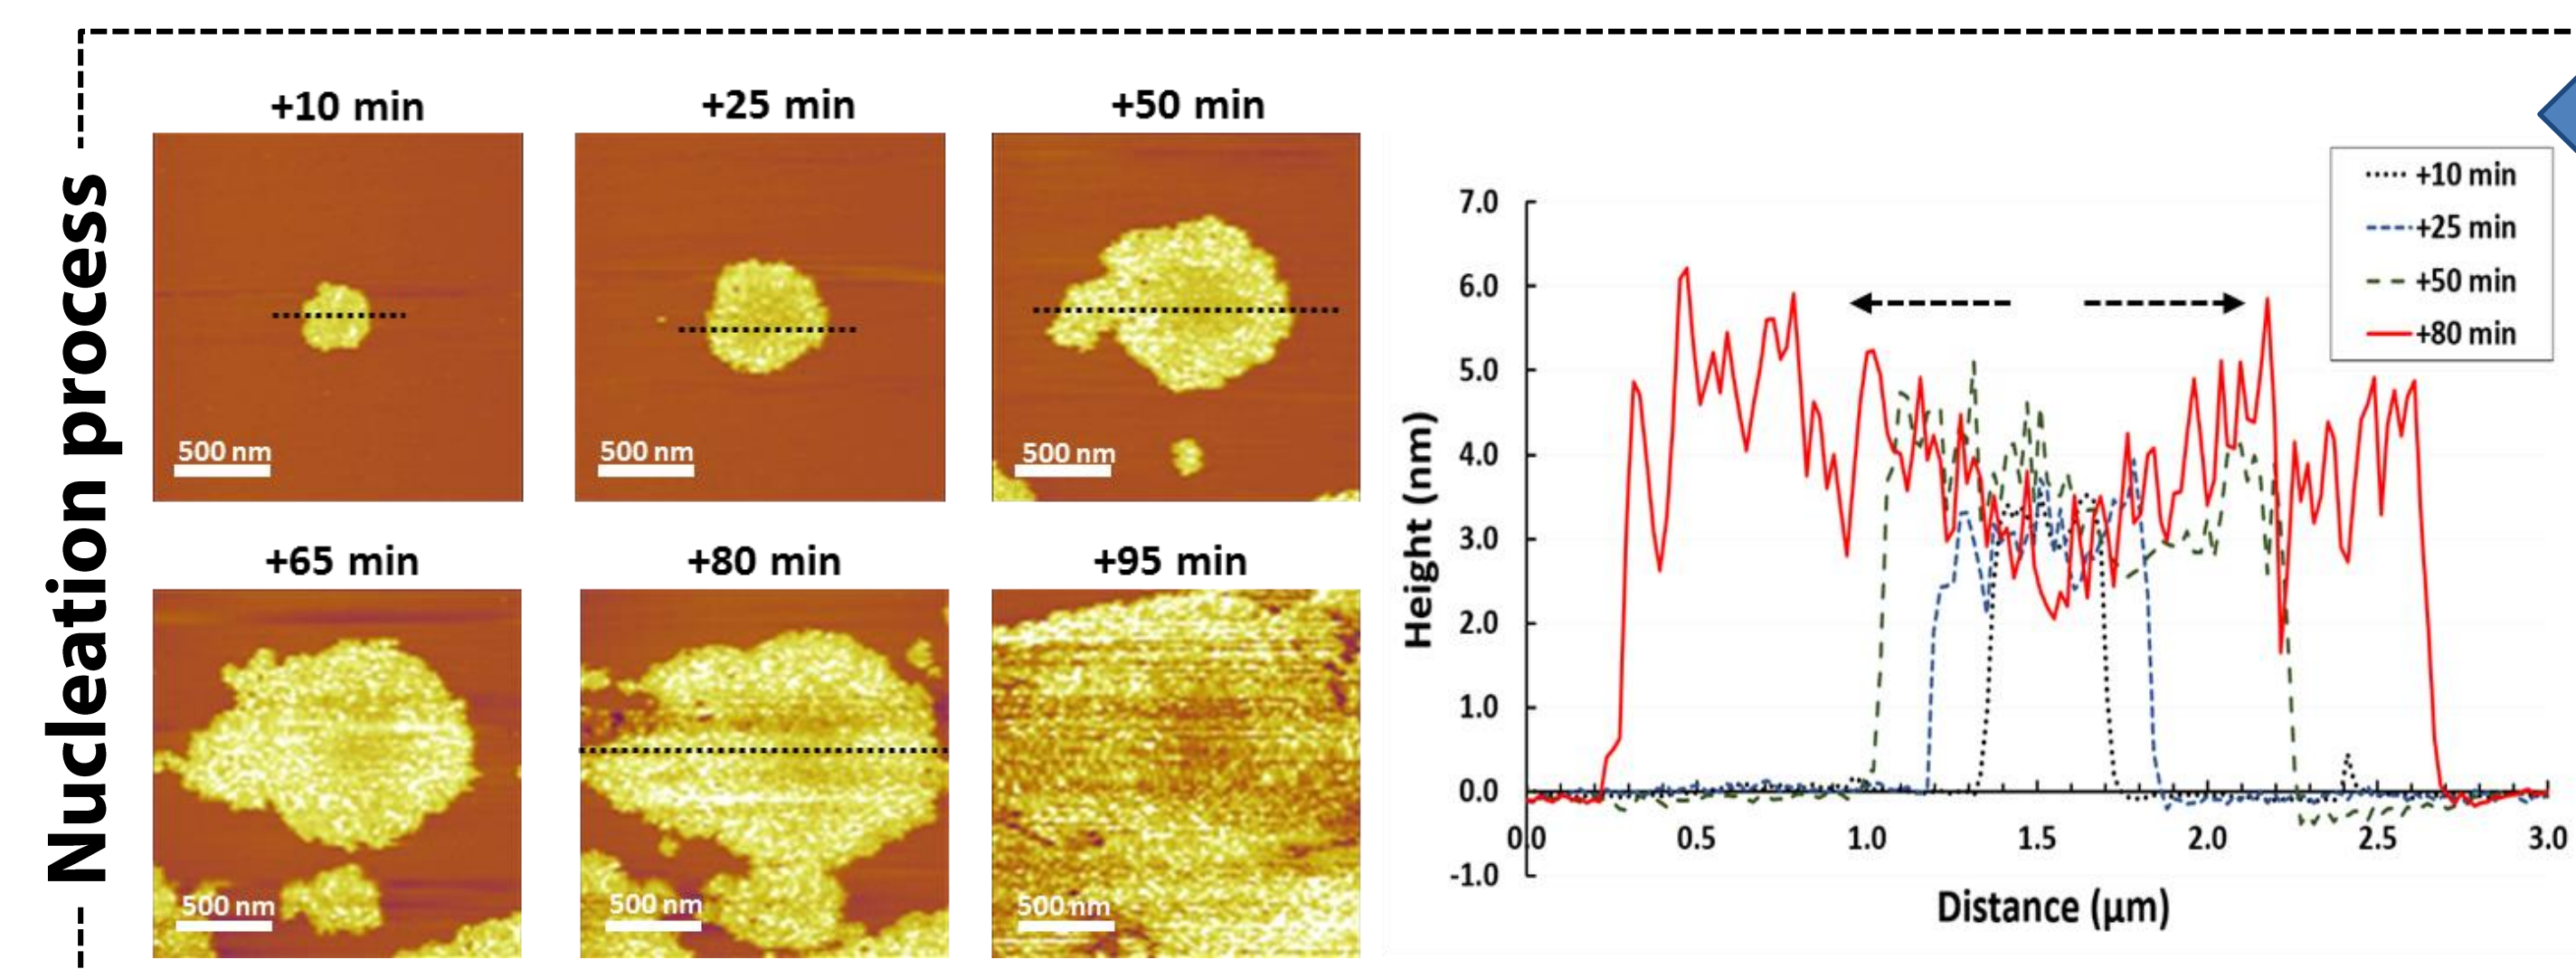 Nucleation process
+10 min
+25 min
+50 min
500 nm
500 nm
500 nm
+65 min
+80 min
+95 min
500 nm
500 nm
500 nm
+10 min
+25 min
+50 min
+80 min
Height (nm)
7.0
6.0
5.0
4.0
3.0
2.0
1.0
0.0
-1.0
0.0 0.5 1.0 1.5 2.0 2.5 3.0
Distance (µm)